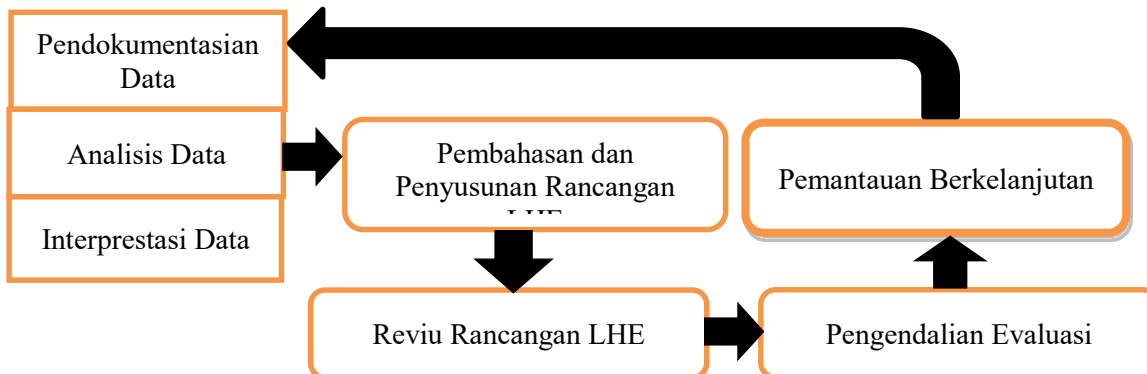 Pendokumentasian
Data
Analisis Data
Interprestasi Data
Pembahasan dan
Penyusunan Rancangan
Reviu Rancangan LHE
Pengendalian Evaluasi
Pemantauan Berkelanjutan